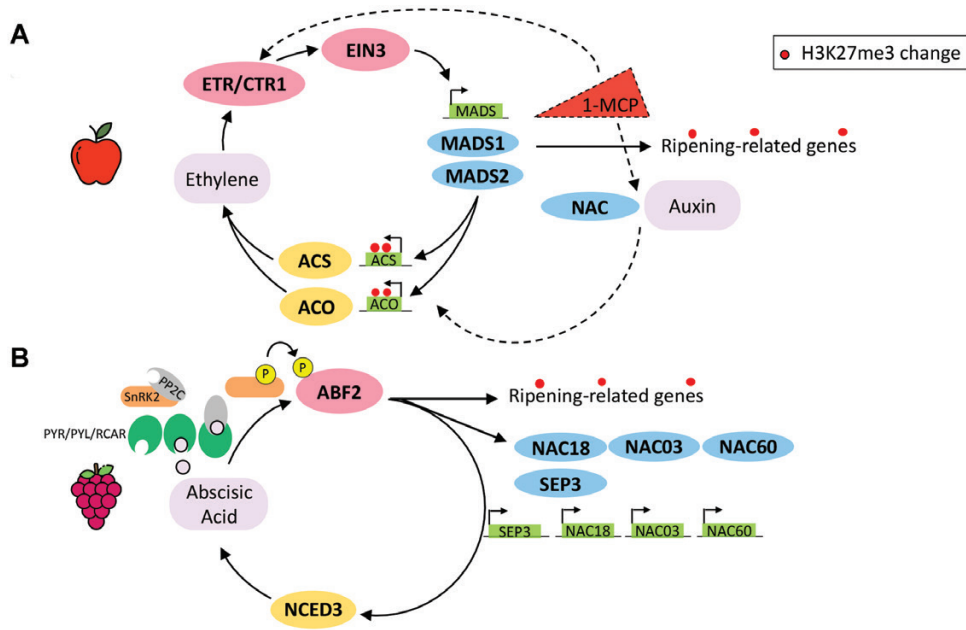 A
H3K27me3 change
EIN3
ETR/CTR1
MADS
1-MCP
MADS1
Ripening-related genes
MADS2
Ethylene
NAC
Auxin
ACS
ACS
ACO
ACO
B
P
P
PP2C
SnRK2
ABF2
Ripening-related genes
PYR/PYL/RCAR
NAC18
NAC03
NAC60
SEP3
Abscisic
Acid
SEP3
NAC18
NAC03
NAC60
NCED3